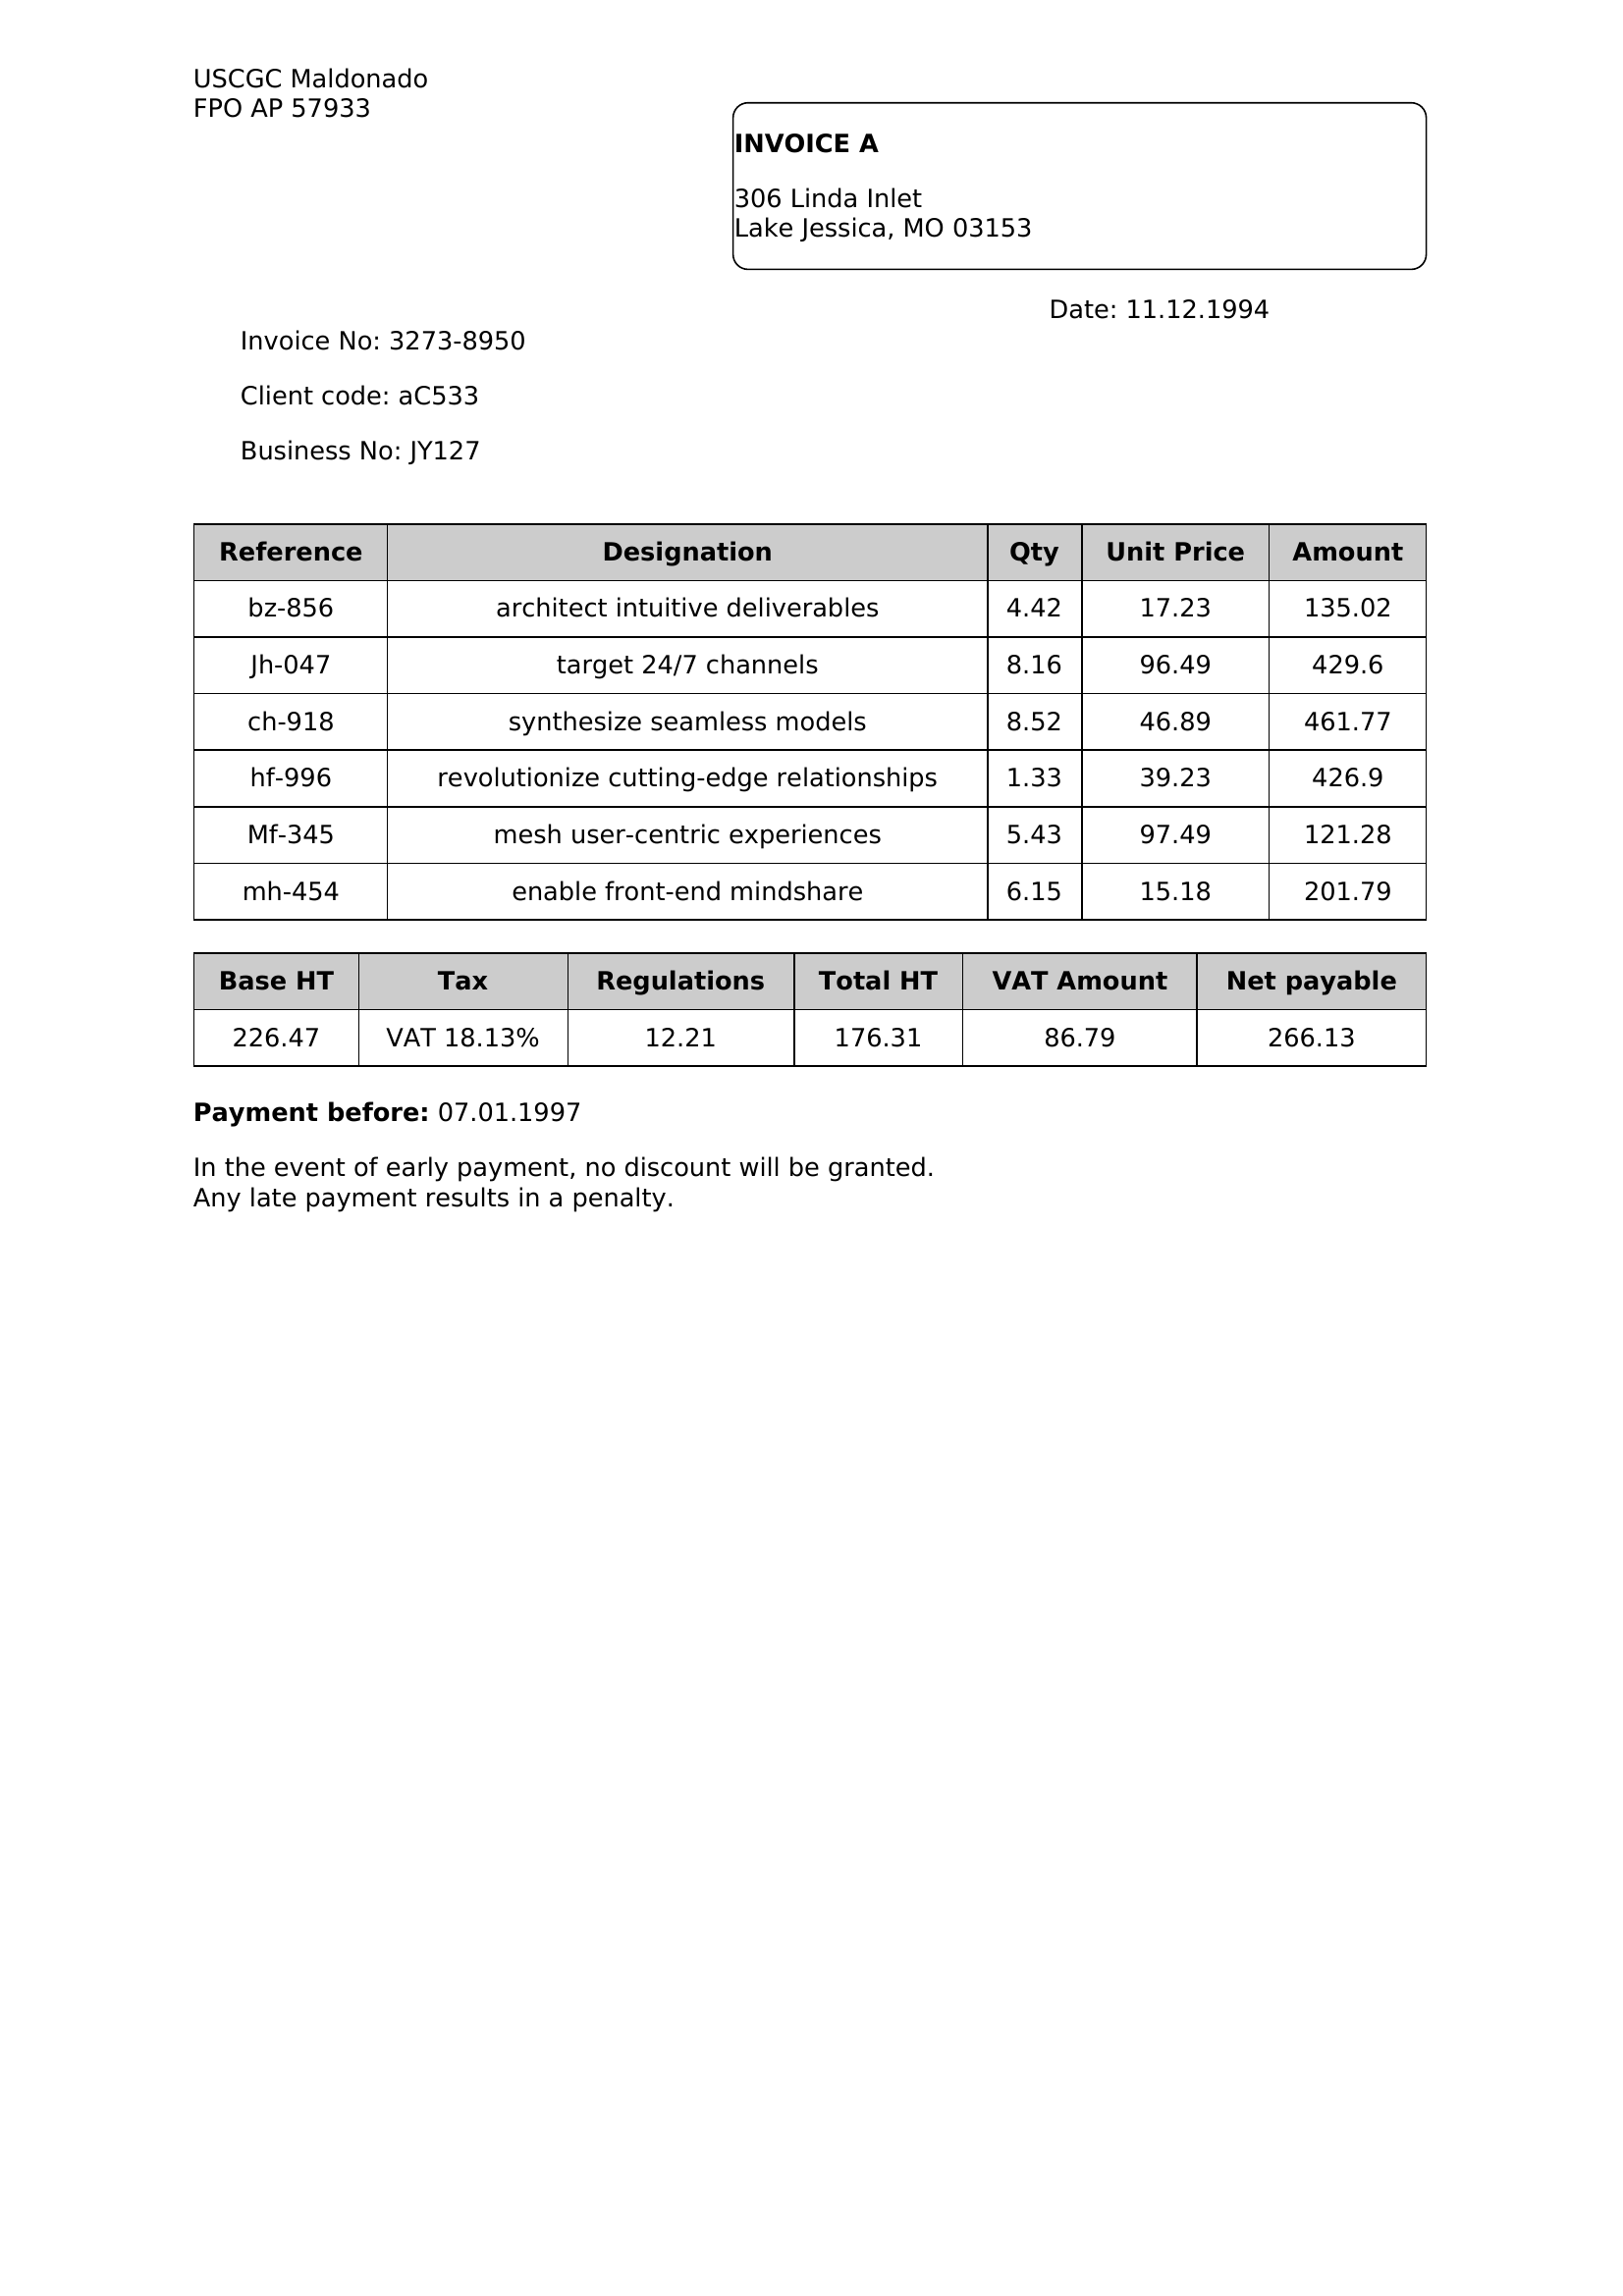 USCGC Maldonado
FPO AP 57933
INVOICE A
306 Linda Inlet
Lake Jessica, MO 03153
Date: 11.12.1994
Invoice No: 3273-8950
Client code: aC533
Business No: JY127
Reference Designation Qty Unit Price Amount
bz-856 architect intuitive deliverables 4.42 17.23 135.02
Jh-047 target 24/7 channels 8.16 96.49 429.6
ch-918 synthesize seamless models 8.52 46.89 461.77
hf-996 revolutionize cutting-edge relationships 1.33 39.23 426.9
Mf-345 mesh user-centric experiences 5.43 97.49 121.28
mh-454 enable front-end mindshare 6.15 15.18 201.79
Base HT Tax Regulations Total HT VAT Amount Net payable
226.47 VAT 18.13% 12.21 176.31 86.79 266.13
Payment before: 07.01.1997
In the event of early payment, no discount will be granted.
Any late payment results in a penalty.